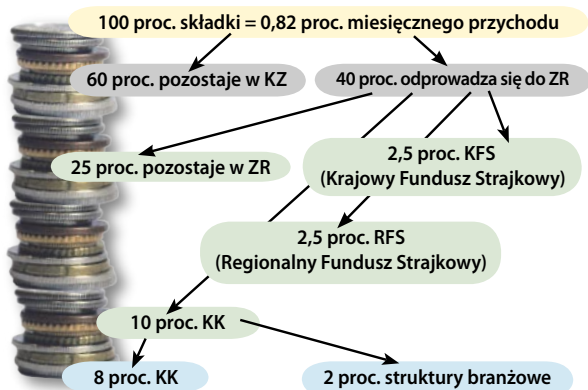 100 proc. składki = 0,82 proc. miesięcznego przychodu
60 proc. pozostaje w KZ
40 proc. odprowadza się do ZR
25 proc. pozostaje w ZR
2,5 proc. KFS
(Krajowy Fundusz Strajkowy)
2,5 proc. RFS
(Regionalny Fundusz Strajkowy)
10 proc. KK
8 proc. KK
2 proc. struktury branżowe